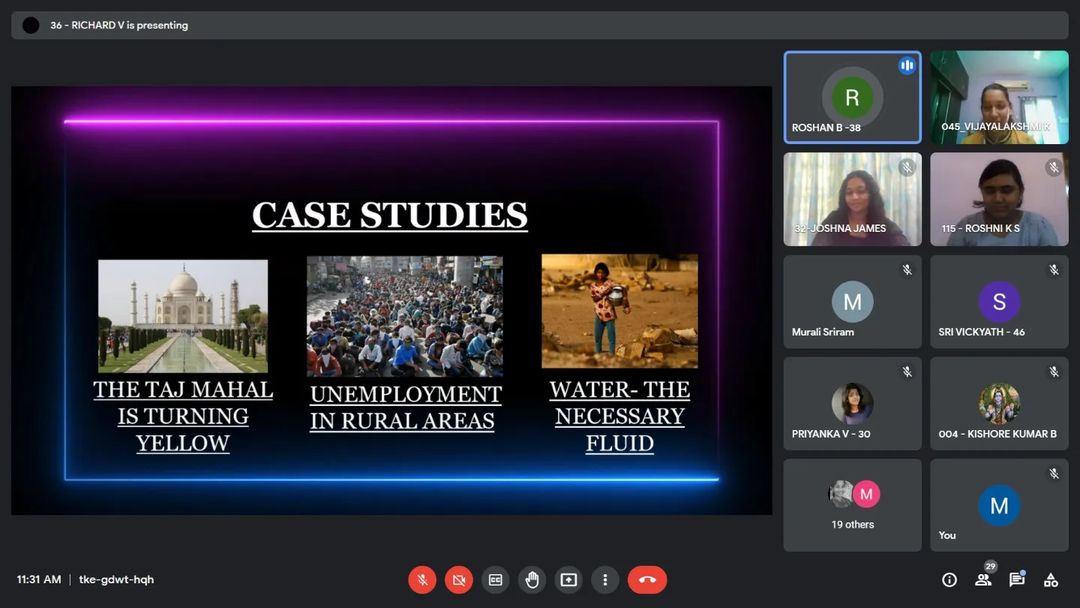 36 - RICHARD V is presenting
CASE STUDIES
THE TAJ MAHAL
IS TURNING
YELLOW
UNEMPLOYMENT
IN RURAL AREAS
WATER- THE
NECESSARY
FLUID
R
ROSHAN B -38
045_VIJAYALAKSHMI K
32-JOSHNA JAMES
115 - ROSHNI K S
M
Murali Sriram
S
SRI VICKYATH - 46
PRIYANKA V - 30
004 - KISHORE KUMAR B
M
19 others
M
You
11:31 AM | tke-gdwt-hqh
CC
29